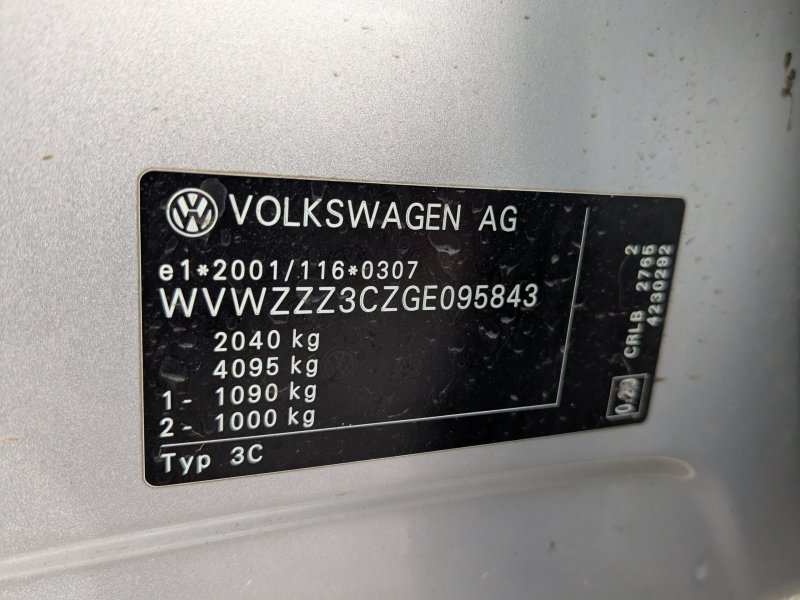 VOLKSWAGEN AG
e1*2001/116*0307
WVWZZZ3CZGE095843
2040 kg
4095 kg
1- 1090 kg
2- 1000 kg
Typ 3C
2
CRLB 2765
4230292